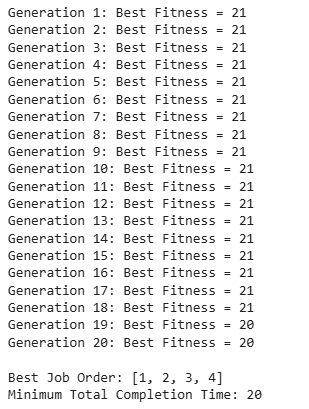 Generation 1: Best Fitness = 21
Generation 2: Best Fitness = 21
Generation 3: Best Fitness = 21
Generation 4: Best Fitness = 21
Generation 5: Best Fitness = 21
Generation 6: Best Fitness = 21
Generation 7: Best Fitness = 21
Generation 8: Best Fitness = 21
Generation 9: Best Fitness = 21
Generation 10: Best Fitness = 21
Generation 11: Best Fitness = 21
Generation 12: Best Fitness = 21
Generation 13: Best Fitness = 21
Generation 14: Best Fitness = 21
Generation 15: Best Fitness = 21
Generation 16: Best Fitness = 21
Generation 17: Best Fitness = 21
Generation 18: Best Fitness = 21
Generation 19: Best Fitness = 20
Generation 20: Best Fitness = 20

Best Job Order: [1, 2, 3, 4]
Minimum Total Completion Time: 20